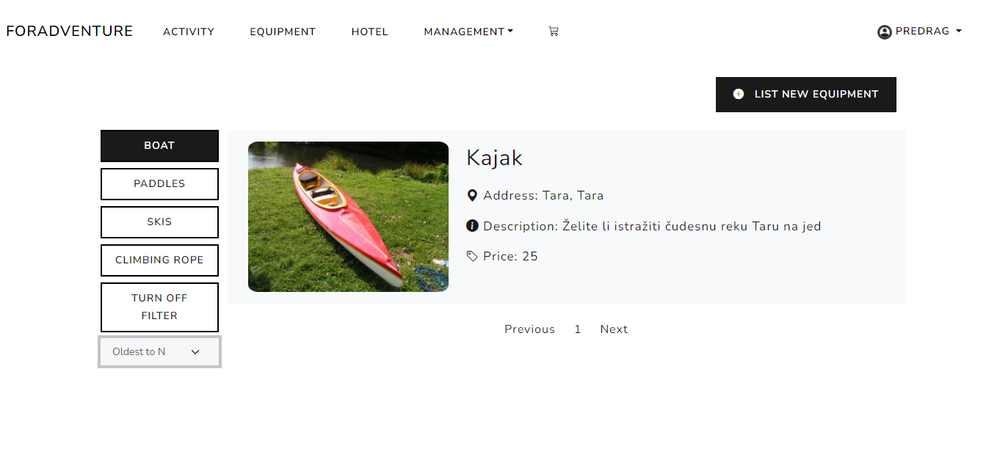 FORADVENTURE
ACTIVITY
EQUIPMENT
HOTEL
MANAGEMENT
PREDRAG
LIST NEW EQUIPMENT
BOAT
PADDLES
SKIS
CLIMBING ROPE
TURN OFF
FILTER
Oldest to N
Kajak
Address: Tara, Tara
Description: Želite li istražiti čudesnu reku Taru na jed
Price: 25
Previous 1 Next